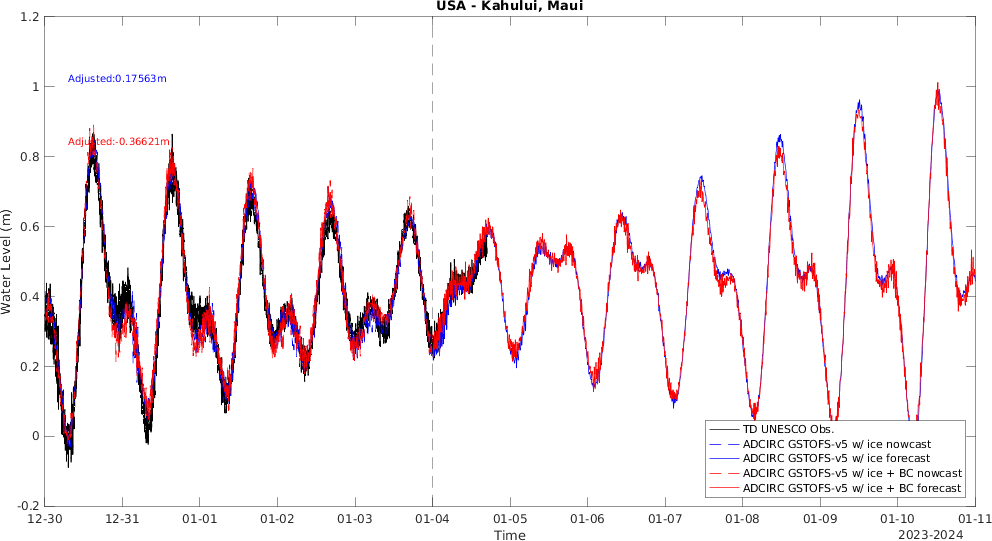 USA - Kahului, Maui
1.2
1
0.8
0.6
0.4
0.2
0
-0.2
Water Level (m)
Adjusted:0.17563m
Adjusted:-0.36621m
TD UNESCO Obs.
ADCIRC GSTOFS-v5 w/ ice nowcast
ADCIRC GSTOFS-v5 w/ ice forecast
ADCIRC GSTOFS-v5 w/ ice + BC nowcast
ADCIRC GSTOFS-v5 w/ ice + BC forecast
12-30 12-31 01-01 01-02 01-03 01-04 01-05 01-06 01-07 01-08 01-09 01-10 01-11
Time
2023-2024